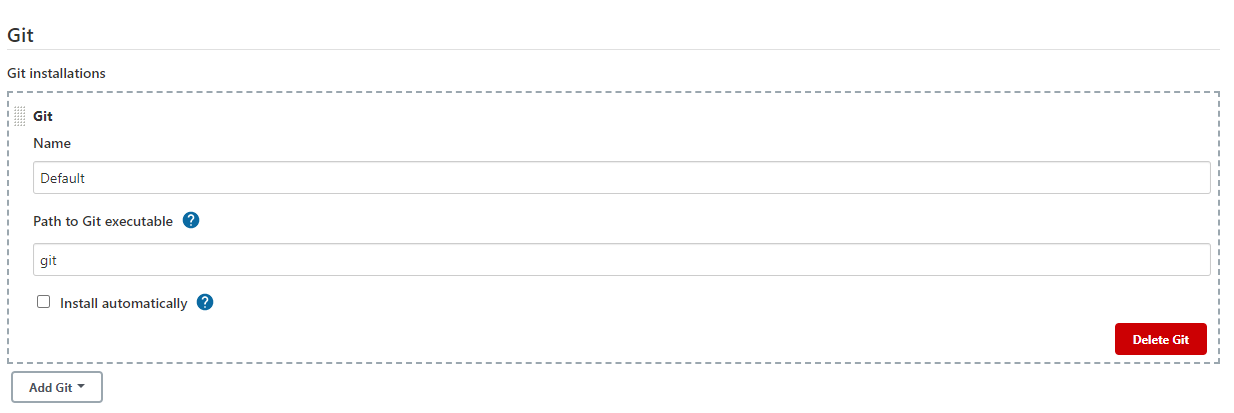 Git
Git installations
Git
Name
Default
Path to Git executable ?
git
Install automatically ?
Delete Git
Add Git